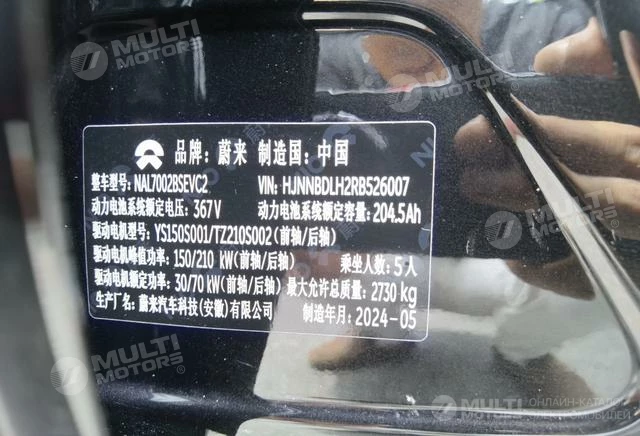 MULTI
MOTORS®
品牌：蔚来 制造国：中国
整车型号：NAL7002BSEVC2 VIN：HJNNBDLH2RB526007
动力电池系统额定电压：367V 动力电池系统额定容量：204.5Ah
驱动电机型号：YS150S001/TZ210S002(前轴/后轴)
驱动电机峰值功率：150/210 kW(前轴/后轴) 乘坐人数：5人
驱动电机额定功率：30/70 kW(前轴/后轴) 最大允许总质量：2730 kg
生产厂名：蔚来汽车科技(安徽)有限公司 制造年月：2024-05
MULTI
MOTORS®
MULTI
MOTORS
ОНЛАЙН-КАТАЛОГ
АВТОМОБИЛЕЙ